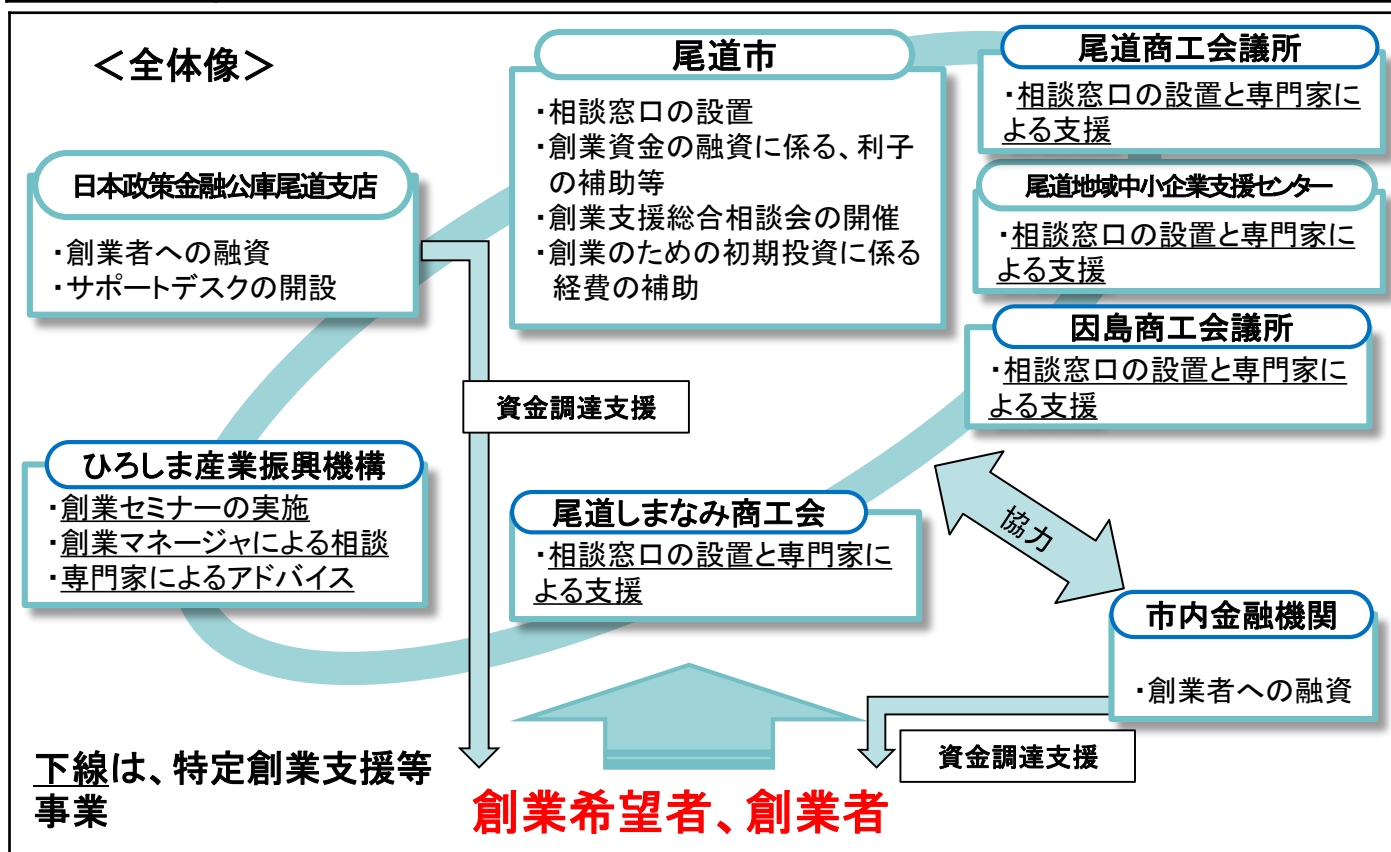 ＜全体像＞
尾道市
・相談窓口の設置
・創業資金の融資に係る、利子
の補助等
・創業支援総合相談会の開催
・創業のための初期投資に係る
経費の補助
尾道商工会議所
・相談窓口の設置と専門家に
よる支援
日本政策金融公庫尾道支店
・創業者への融資
・サポートデスクの開設
尾道地域中小企業支援センター
・相談窓口の設置と専門家に
よる支援
因島商工会議所
・相談窓口の設置と専門家に
よる支援
資金調達支援
ひろしま産業振興機構
・創業セミナーの実施
・創業マネージャによる相談
・専門家によるアドバイス
尾道しまなみ商工会
・相談窓口の設置と専門家に
よる支援
協力
市内金融機関
・創業者への融資
資金調達支援
下線は、特定創業支援等
事業
創業希望者、創業者